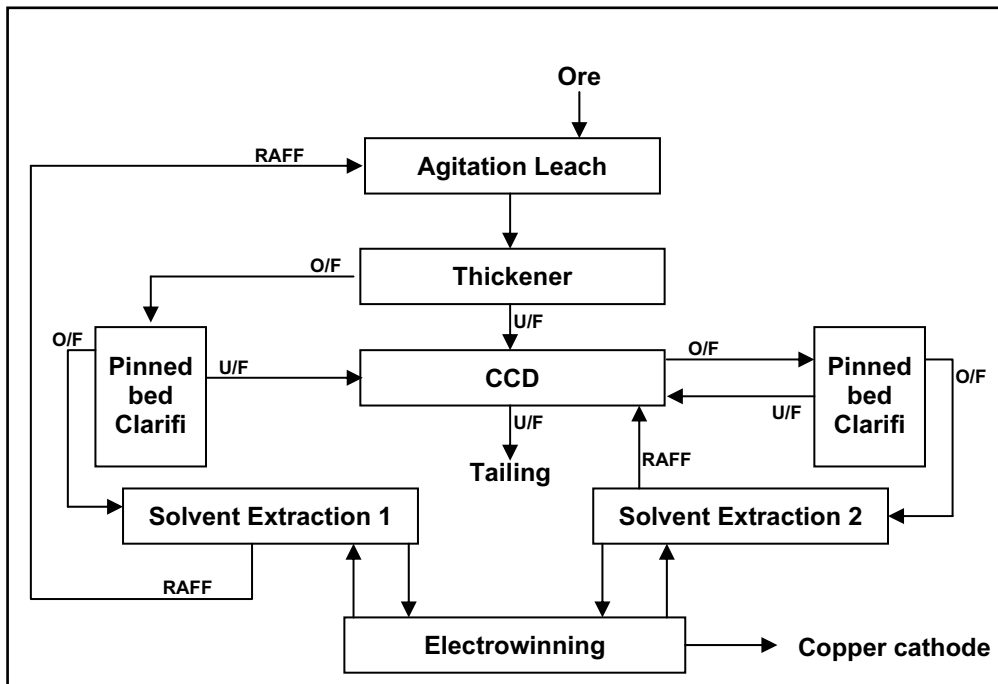 Ore
RAFF
Agitation Leach
O/F
Thickener
U/F
O/F
Pinned
bed
Clarifi
U/F
CCD
O/F
U/F
Pinned
bed
Clarifi
O/F
U/F
Tailing
RAFF
Solvent Extraction 1
Solvent Extraction 2
RAFF
Electrowinning
Copper cathode